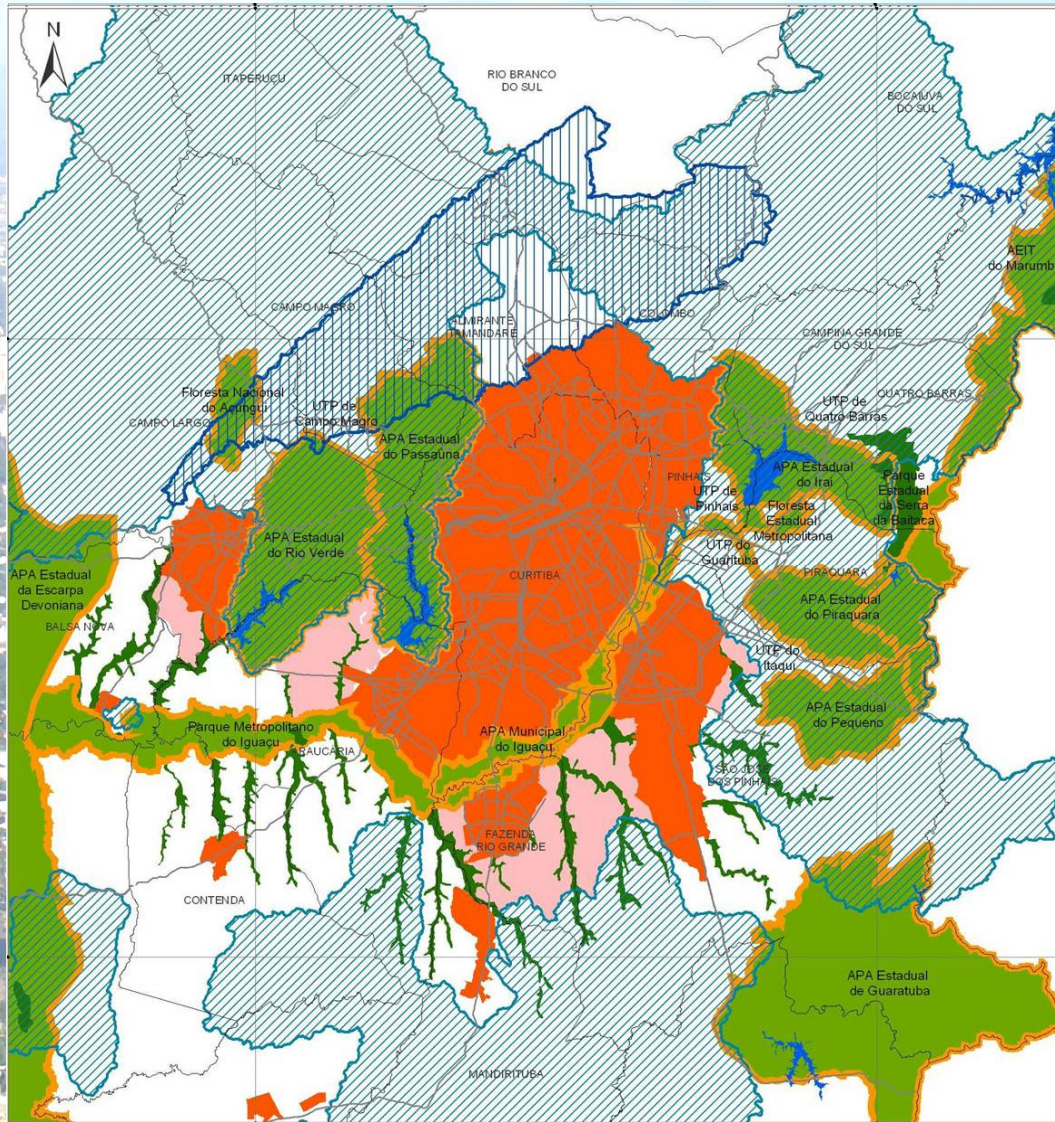 N
ITAPERUÇU
RIO BRANCO
DO SUL
BOCAIUVA
DO SUL
AEIT
do Marumb
CAMPO MAGRO
ALMIRANTE
TAMANDARÉ
COLOMBO
CAMPINA GRANDE
DO SUL
Floresta Nacional
do Açungui
CAMPO LARGO
UTP de
Campo Magro
APA Estadual
do Passaúna
UTP de
Quatro Barras
QUATRO BARRAS
PINHAIS
UTP de
Pinhais
APA Estadual
do Irai
Floresta
Estadual
Metropolitana
Parque
Estadual
da Serra
da Baitaca
UTP do
Guarituba
APA Estadual
do Rio Verde
CURITIBA
PIRAQUARA
APA Estadual
do Piraquara
APA Estadual
da Escarpa
Devoniana
BALSA NOVA
UTP do
Itaqui
APA Estadual
do Pequeno
Parque Metropolitano
do Iguaçu
ARAUCÁRIA
APA Municipal
do Iguaçu
SÃO JOSÉ
DOS PINHAIS
FAZENDA
RIO GRANDE
CONTENDA
APA Estadual
de Guaratuba
MANDIRITUBA